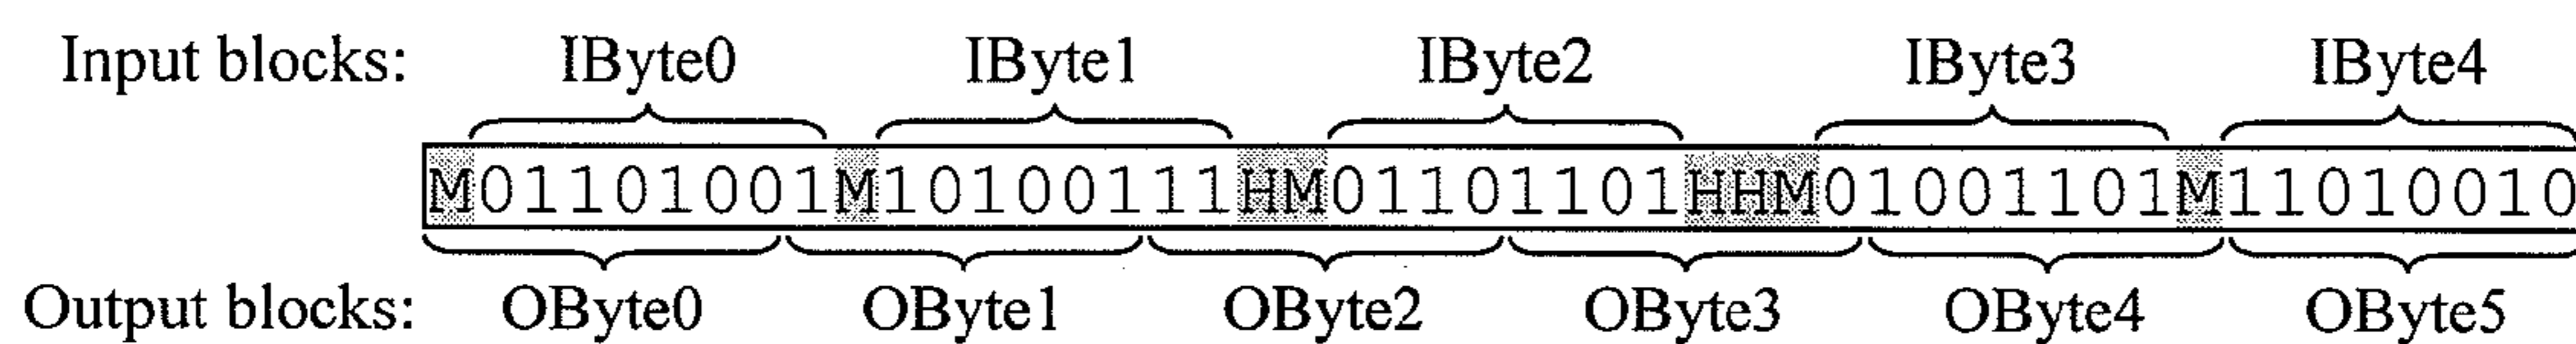 Input blocks: IByte0 IByte1 IByte2 IByte3 IByte4
M01101001M10100111HM01101101HHM01001101M11010010
Output blocks: OByte0 OByte1 OByte2 OByte3 OByte4 OByte5